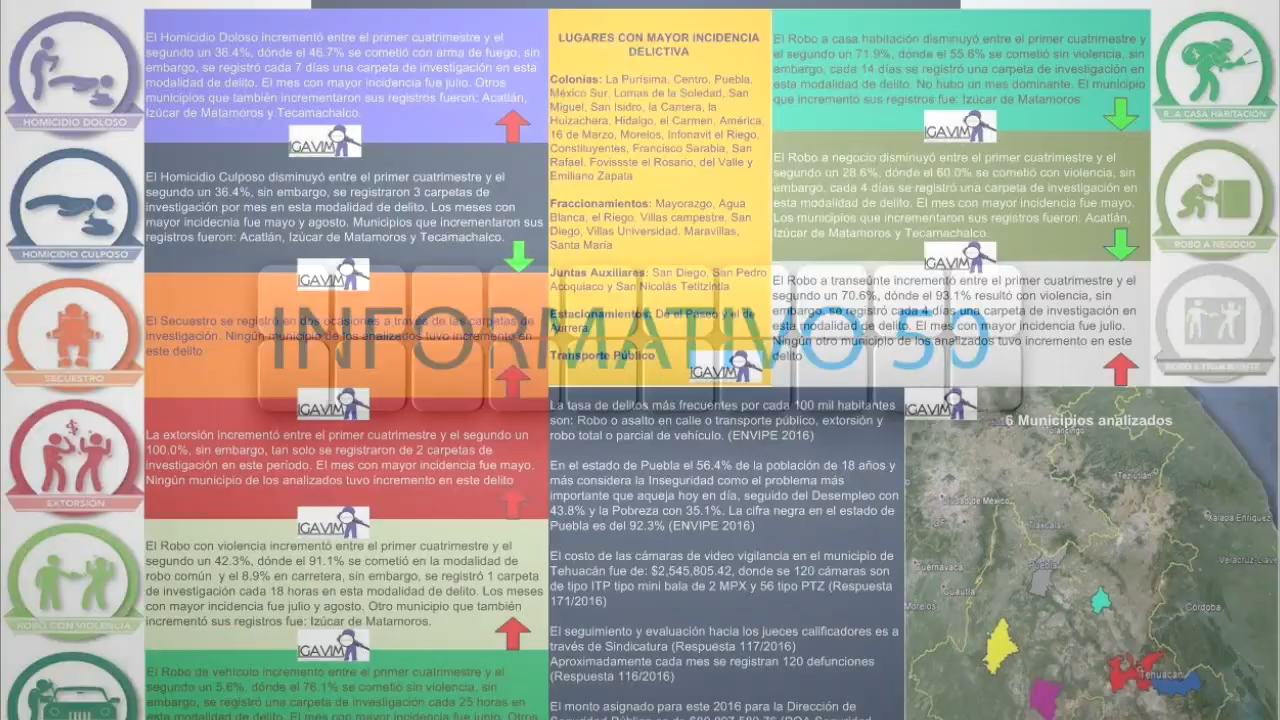 HOMICIDIO DOLOSO
El Homicidio Doloso incrementó entre el primer cuatrimestre y el
segundo un 36.4%, dónde el 46.7% se cometió con arma de fuego, sin
embargo, se registró cada 7 días una carpeta de investigación en esta
modalidad de delito. El mes con mayor incidencia fue julio. Otros
municipios que también incrementaron sus registros fueron: Acatlán,
Izúcar de Matamoros y Tecamachalco.
IGAVIM
HOMICIDIO CULPOSO
El Homicidio Culposo disminuyó entre el primer cuatrimestre y el
segundo un 36.4%, sin embargo, se registraron 3 carpetas de
investigación por mes en esta modalidad de delito. Los meses con
mayor incidecnia fue mayo y agosto. Municipios que incrementaron sus
registros fueron: Acatlán, Izúcar de Matamoros y Tecamachalco.
IGAVIM
SECUESTRO
El Secuestro se registró en dos ocasiones a través de las carpetas de
investigación. Ningún municipio de los analizados tuvo incremento en
este delito
IGAVIM
EXTORSIÓN
La extorsión incrementó entre el primer cuatrimestre y el segundo un
100.0%, sin embargo, tan solo se registraron de 2 carpetas de
investigación en este período. El mes con mayor incidencia fue mayo.
Ningún municipio de los analizados tuvo incremento en este delito
IGAVIM
ROBO CON VIOLENCIA
El Robo con violencia incrementó entre el primer cuatrimestre y el
segundo un 42.3%, dónde el 91.1% se cometió en la modalidad de
robo común y el 8.9% en carretera, sin embargo, se registró 1 carpeta
de investigación cada 18 horas en esta modalidad de delito. Los meses
con mayor incidencia fue julio y agosto. Otro municipio que también
incrementó sus registros fue: Izúcar de Matamoros.
IGAVIM
El Robo de vehículo incrementó entre el primer cuatrimestre y el
segundo un 5.6%, dónde el 76.1% se cometió sin violencia, sin
embargo, se registró una carpeta de investigación cada 25 horas en
esta modalidad de delito. El mes con mayor incidencia fue junio. Otros
LUGARES CON MAYOR INCIDENCIA
DELICTIVA
Colonias: La Purísima, Centro, Puebla,
México Sur, Lomas de la Soledad, San
Miguel, San Isidro, la Cantera, la
Huizachera, Hidalgo, el Carmen, América,
16 de Marzo, Morelos, Infonavit el Riego,
Constituyentes, Francisco Sarabia, San
Rafael, Fovissste el Rosario, del Valle y
Emiliano Zapata
Fraccionamientos: Mayorazgo, Agua
Blanca, el Riego, Villas campestre, San
Diego, Villas Universidad, Maravillas,
Santa María
Juntas Auxiliares: San Diego, San Pedro
Acoquiaco y San Nicolás Tetitzintla
Estacionamientos: De el Paseo y el de
Aurrera
Transporte Público
IGAVIM
INFORMATIVO 50
La tasa de delitos más frecuentes por cada 100 mil habitantes
son: Robo o asalto en calle o transporte público, extorsión y
robo total o parcial de vehículo. (ENVIPE 2016)
En el estado de Puebla el 56.4% de la población de 18 años y
más considera la Inseguridad como el problema más
importante que aqueja hoy en día, seguido del Desempleo con
43.8% y la Pobreza con 35.1%. La cifra negra en el estado de
Puebla es del 92.3% (ENVIPE 2016)
El costo de las cámaras de video vigilancia en el municipio de
Tehuacán fue de: $2,545,805.42, donde se 120 cámaras son
de tipo ITP tipo mini bala de 2 MPX y 56 tipo PTZ (Respuesta
171/2016)
El seguimiento y evaluación hacia los jueces calificadores es a
través de Sindicatura (Respuesta 117/2016)
Aproximadamente cada mes se registran 120 defunciones
(Respuesta 116/2016)
El monto asignado para este 2016 para la Dirección de
El Robo a casa habitación disminuyó entre el primer cuatrimestre y
el segundo un 71.9%, dónde el 55.6% se cometió sin violencia, sin
embargo, cada 14 días se registró una carpeta de investigación en
esta modalidad de delito. No hubo un mes dominante. El municipio
que incrementó sus registros fue: Izúcar de Matamoros
IGAVIM
R. A CASA HABITACIÓN
El Robo a negocio disminuyó entre el primer cuatrimestre y el
segundo un 28.6%, dónde el 60.0% se cometió con violencia, sin
embargo, cada 4 días se registró una carpeta de investigación en
esta modalidad de delito. El mes con mayor incidencia fue mayo.
Los municipios que incrementaron sus registros fueron: Acatlán,
Izúcar de Matamoros y Tecamachalco.
IGAVIM
ROBO A NEGOCIO
El Robo a transeúnte incrementó entre el primer cuatrimestre y el
segundo un 70.6%, dónde el 93.1% resultó con violencia, sin
embargo, se registró cada 4 días una carpeta de investigación en
esta modalidad de delito. El mes con mayor incidencia fue julio.
Ningún otro municipio de los analizados tuvo incremento en este
delito
ROBO A TRANSEÚNTE
IGAVIM
6 Municipios analizados
Teziutlán
Ciudad de México
Xalapa Enríquez
Tlaxcala
Veracruz
Cuernavaca
Puebla
Cuautla
Morelos
Córdoba
Tehuacán